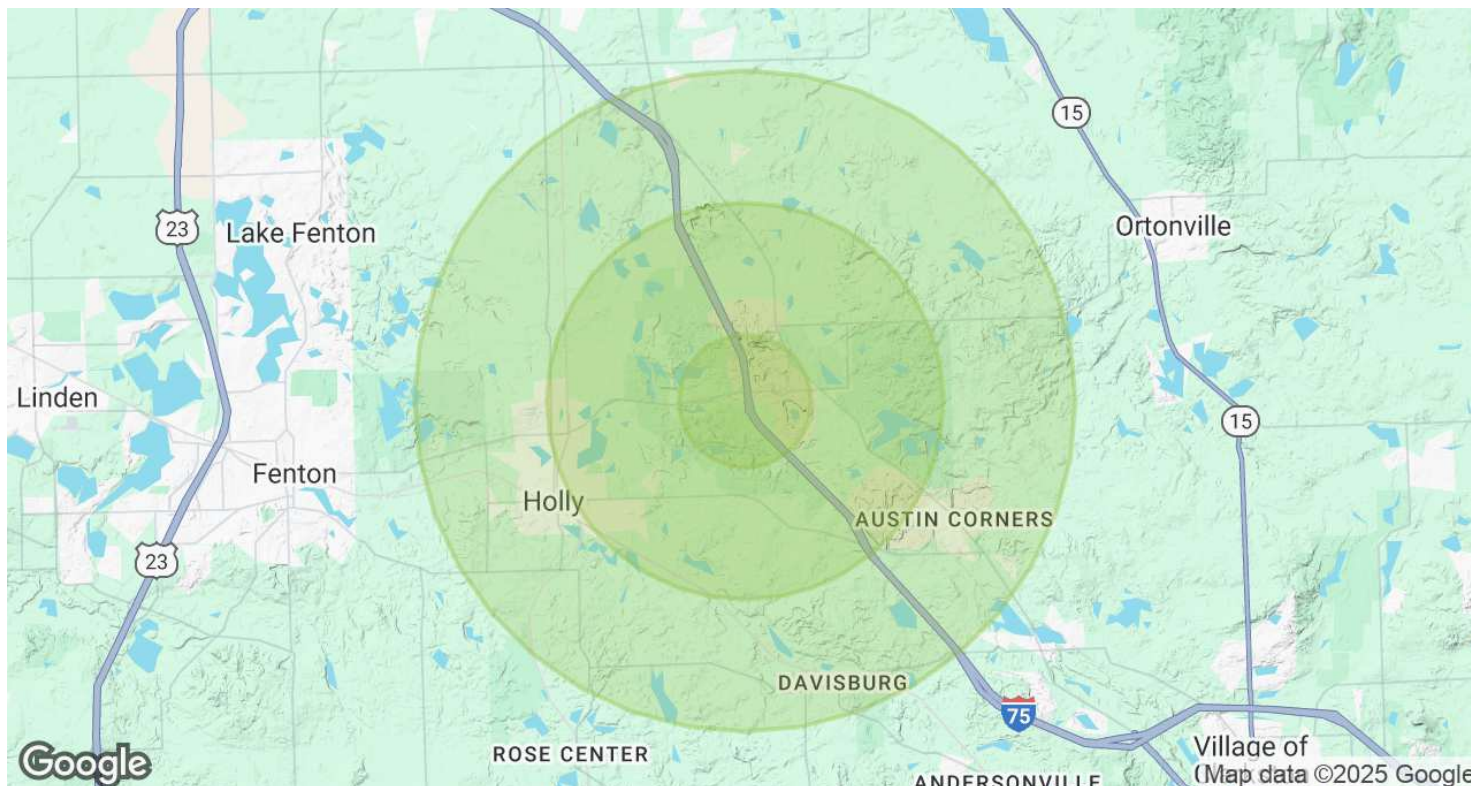 15
23
Lake Fenton
Ortonville
Linden
15
Fenton
Holly
AUSTIN CORNERS
23
DAVISBURG
75
ROSE CENTER
Village of
ANDERSONVILLE
Google
Map data ©2025 Google